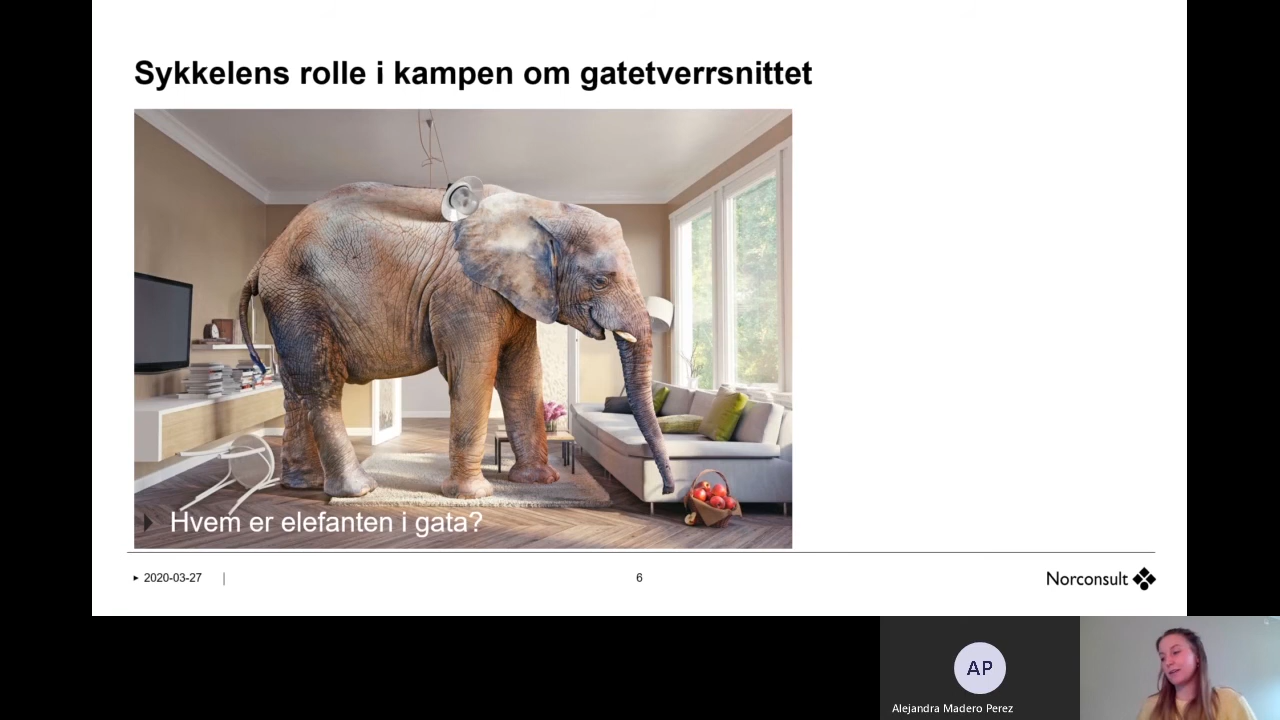 Sykkelens rolle i kampen om gatetverrsnittet
Hvem er elefanten i gata?
2020-03-27
6
Norconsult
AP
Alejandra Madero Perez